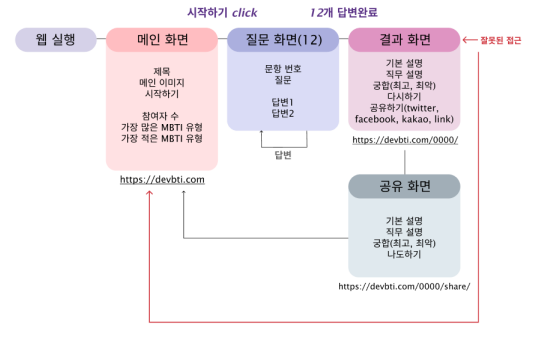 시작하기 click
12개 답변완료
웹 실행
메인 화면
제목
메인 이미지
시작하기
참여자 수
가장 많은 MBTI 유형
가장 적은 MBTI 유형
https://devbti.com
질문 화면(12)
문항 번호
질문
답변1
답변2
답변
결과 화면
기본 설명
직무 설명
궁합(최고, 최악)
다시하기
공유하기(twitter,
facebook, kakao, link)
https://devbti.com/0000/
잘못된 접근
공유 화면
기본 설명
직무 설명
궁합(최고, 최악)
나도하기
https://devbti.com/0000/share/